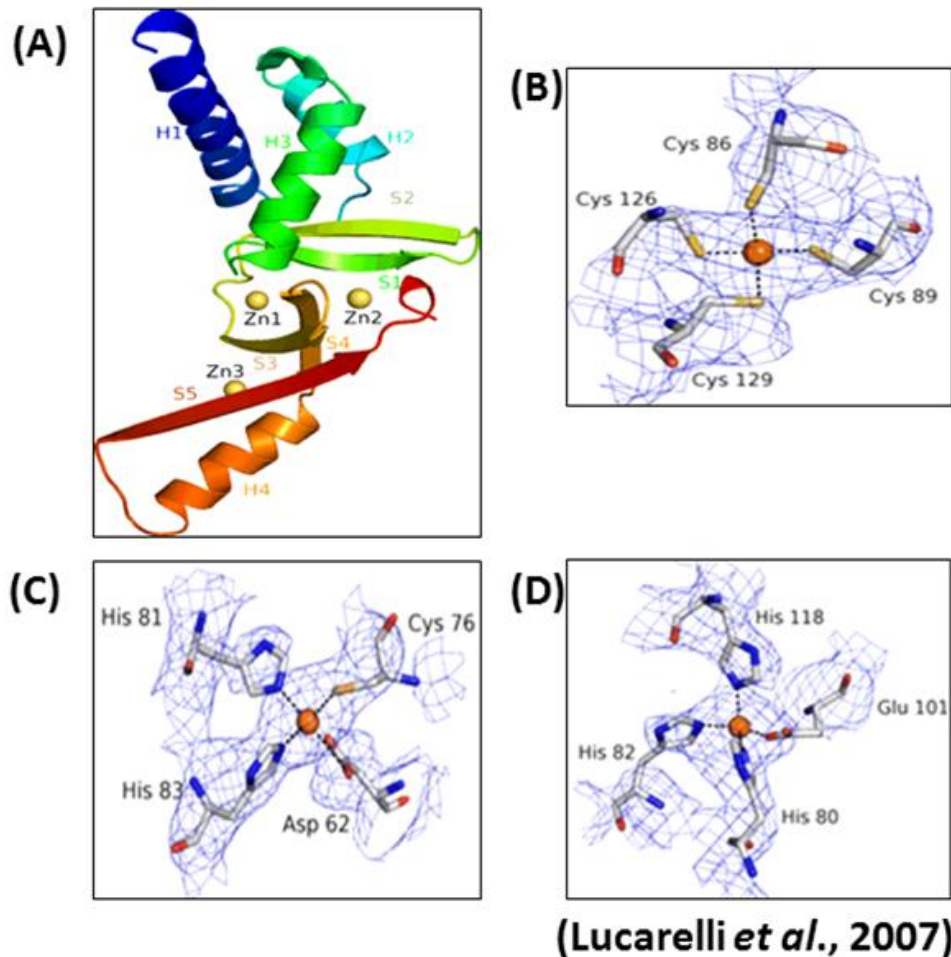 (A)
H1
H3
H2
S2
S1
Zn1
Zn2
S3
S4
Zn3
S5
H4
(B)
Cys 86
Cys 126
Cys 89
Cys 129
(C)
His 81
Cys 76
His 83
Asp 62
(D)
His 118
Glu 101
His 82
His 80
(Lucarelli et al., 2007)